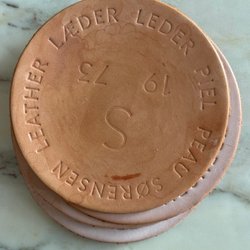 SØRENSEN LEATHER LÆDER LEDER PIEL PEAU
19 75
S